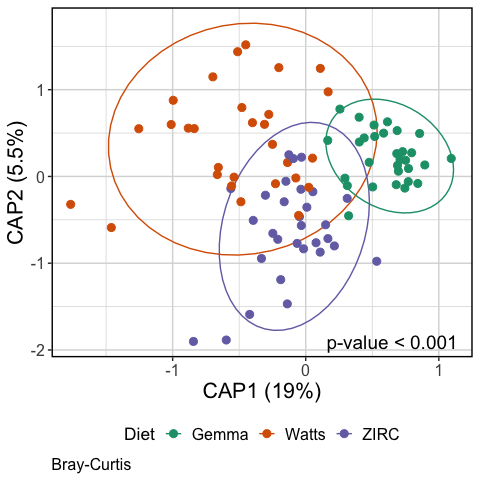 CAP2 (5.5%)
1
0
-1
-2
p-value < 0.001
-1 0 1
CAP1 (19%)
Diet Gemma Watts ZIRC
Bray-Curtis